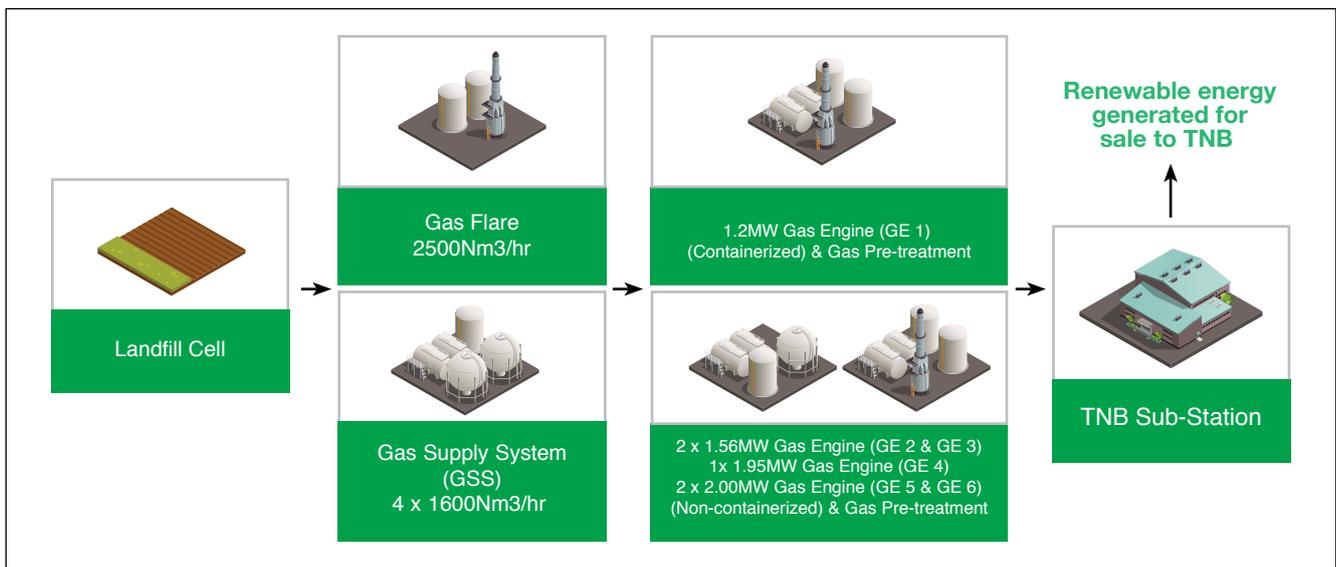 Landfill Cell
Gas Flare
2500Nm3/hr
Gas Supply System
(GSS)
4 x 1600Nm3/hr
1.2MW Gas Engine (GE 1)
(Containerized) & Gas Pre-treatment
2 x 1.56MW Gas Engine (GE 2 & GE 3)
1x 1.95MW Gas Engine (GE 4)
2 x 2.00MW Gas Engine (GE 5 & GE 6)
(Non-containerized) & Gas Pre-treatment
Renewable energy
generated for
sale to TNB
TNB Sub-Station